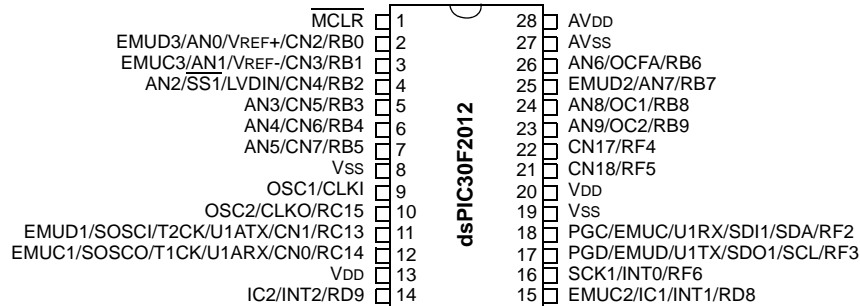 MCLR 1 28 AVDD
EMUD3/AN0/VREF+/CN2/RB0 2 27 AVSS
EMUC3/AN1/VREF-/CN3/RB1 3 26 AN6/OCFA/RB6
AN2/SS1/LVDIN/CN4/RB2 4 25 EMUD2/AN7/RB7
AN3/CN5/RB3 5 24 AN8/OC1/RB8
AN4/CN6/RB4 6 23 AN9/OC2/RB9
AN5/CN7/RB5 7 22 CN17/RF4
VSS 8 21 CN18/RF5
OSC1/CLKI 9 20 VDD
OSC2/CLKO/RC15 10 19 VSS
EMUD1/SOSCI/T2CK/U1ATX/CN1/RC13 11 18 PGC/EMUC/U1RX/SDI1/SDA/RF2
EMUC1/SOSCO/T1CK/U1ARX/CN0/RC14 12 17 PGD/EMUD/U1TX/SDO1/SCL/RF3
VDD 13 16 SCK1/INT0/RF6
IC2/INT2/RD9 14 15 EMUC2/IC1/INT1/RD8
dsPIC30F2012